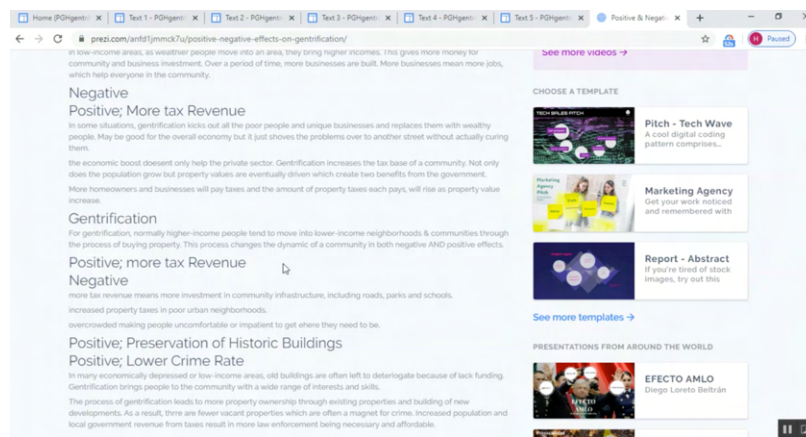 Home (PGHgentri
Text 1 - PGHgentri
Text 2 - PGHgentri
Text 3 - PGHgentri
Text 4 - PGHgentri
Text 5 - PGHgentri
Positive & Negativ
prezi.com/anfd1jmmck7u/positive-negative-effects-on-gentrification/
Paused
In low-income areas, as wealthier people move into an area, they bring higher incomes. This gives more money for
community and business investment. Over a period of time, more businesses are built. More businesses mean more jobs,
which help everyone in the community.
Negative
Positive; More tax Revenue
In some situations, gentrification kicks out all the poor people and unique businesses and replaces them with wealthy
people. May be good for the overall economy but it just shoves the problems over to another street without actually curing
them.
the economic boost doesent only help the private sector. Gentrification increases the tax base of a community. Not only
does the population grow but property values are eventually driven which create two benefits from the government.
More homeowners and businesses will pay taxes and the amount of property taxes each pays, will rise as property value
increase.
Gentrification
For gentrification, normally higher-income people tend to move into lower-income neighborhoods & communities through
the process of buying property. This process changes the dynamic of a community in both negative AND positive effects.
Positive; more tax Revenue
Negative
more tax revenue means more investment in community infrastructure, including roads, parks and schools.
increased property taxes in poor urban neighborhoods.
overcrowded making people uncomfortable or impatient to get ehere they need to be.
Positive; Preservation of Historic Buildings
Positive; Lower Crime Rate
In many economically depressed or low-income areas, old buildings are often left to deteriogate because of lack funding.
Gentrification brings people to the community with a wide range of interests and skills.
The process of gentrification leads to more property ownership through existing properties and building of new
developments. As a result, thrre are fewer vacant properties which are often a magnet for crime. Increased population and
local government revenue from taxes result in more law enforcement being necessary and affordable.
See more videos →
CHOOSE A TEMPLATE
TECH SALES PITCH
Pitch - Tech Wave
A cool digital coding
pattern comprises...
Marketing
Agency
Pitch
Marketing Agency
Get your work noticed
and remembered with
Report - Abstract
If you're tired of stock
images, try out this
See more templates →
PRESENTATIONS FROM AROUND THE WORLD
EFECTO
AMLO
EFECTO AMLO
Diego Loreto Beltrán